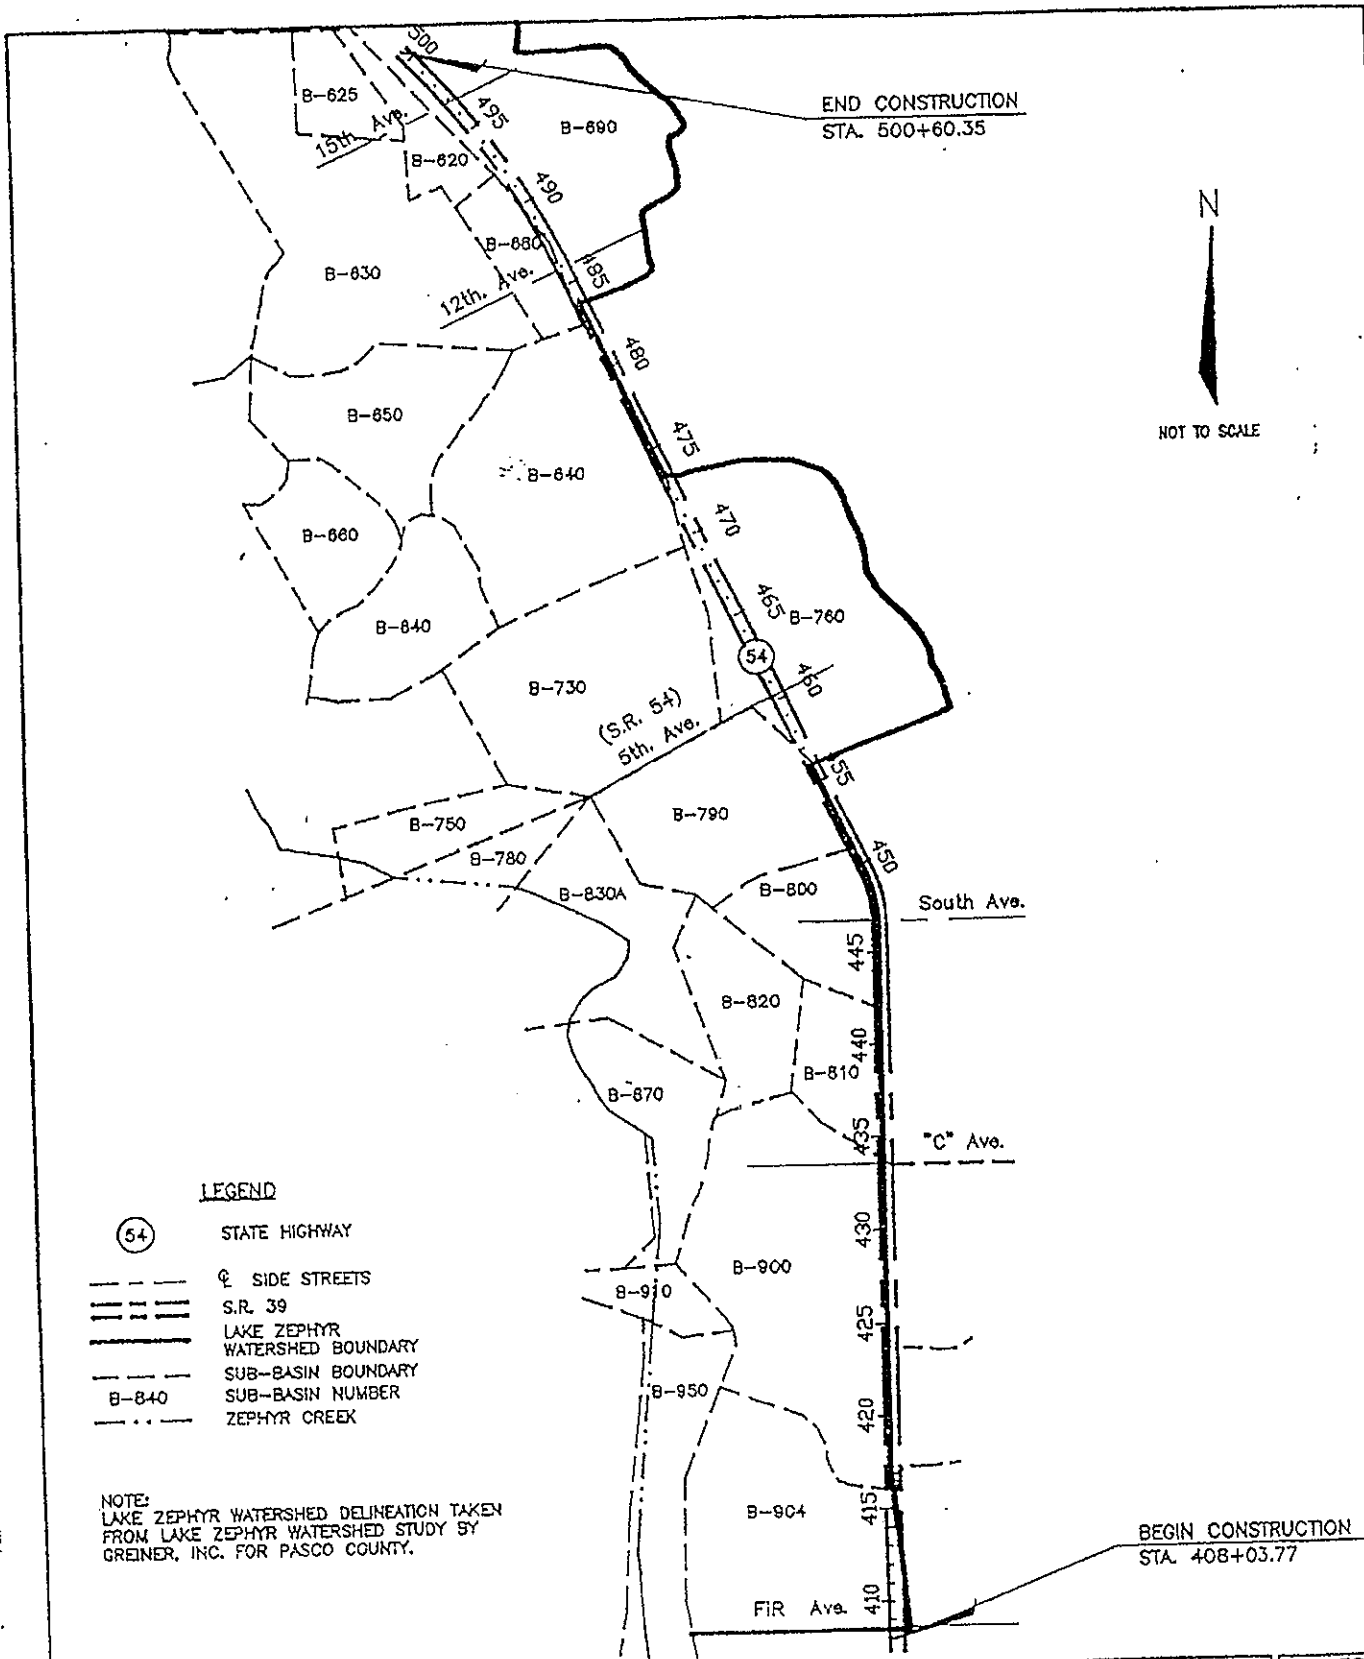 500
END CONSTRUCTION
STA. 500+60.35
B-625
495
B-690
15th. Ave.
B-620
490
N
B-680
485
B-630
12th. Ave.
480
NOT TO SCALE
B-650
475
B-640
470
B-660
465
B-760
B-840
54
460
B-730
(S.R. 54)
5th. Ave.
455
B-750
B-790
450
B-780
B-800
B-830A
South Ave.
445
B-820
440
B-810
B-870
435
"C" Ave.
LEGEND
54 STATE HIGHWAY
430
B-900
℄ SIDE STREETS
B-910
S.R. 39
425
LAKE ZEPHYR
WATERSHED BOUNDARY
SUB-BASIN BOUNDARY
B-840 SUB-BASIN NUMBER
B-950
ZEPHYR CREEK
420
NOTE:
LAKE ZEPHYR WATERSHED DELINEATION TAKEN
FROM LAKE ZEPHYR WATERSHED STUDY BY
GREINER, INC. FOR PASCO COUNTY.
415
B-904
BEGIN CONSTRUCTION
STA. 408+03.77
410
FIR Ave.